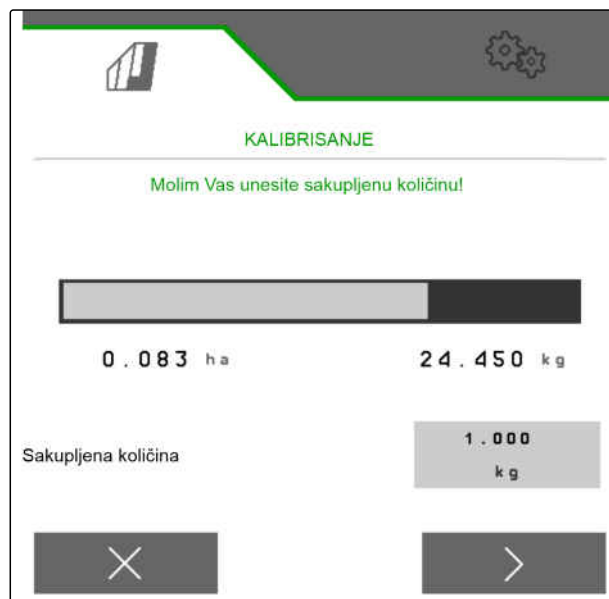 KALIBRISANJE
Molim Vas unesite sakupljenu količinu!
0.083 ha 24.450 kg
Sakupljena količina
1.000
kg